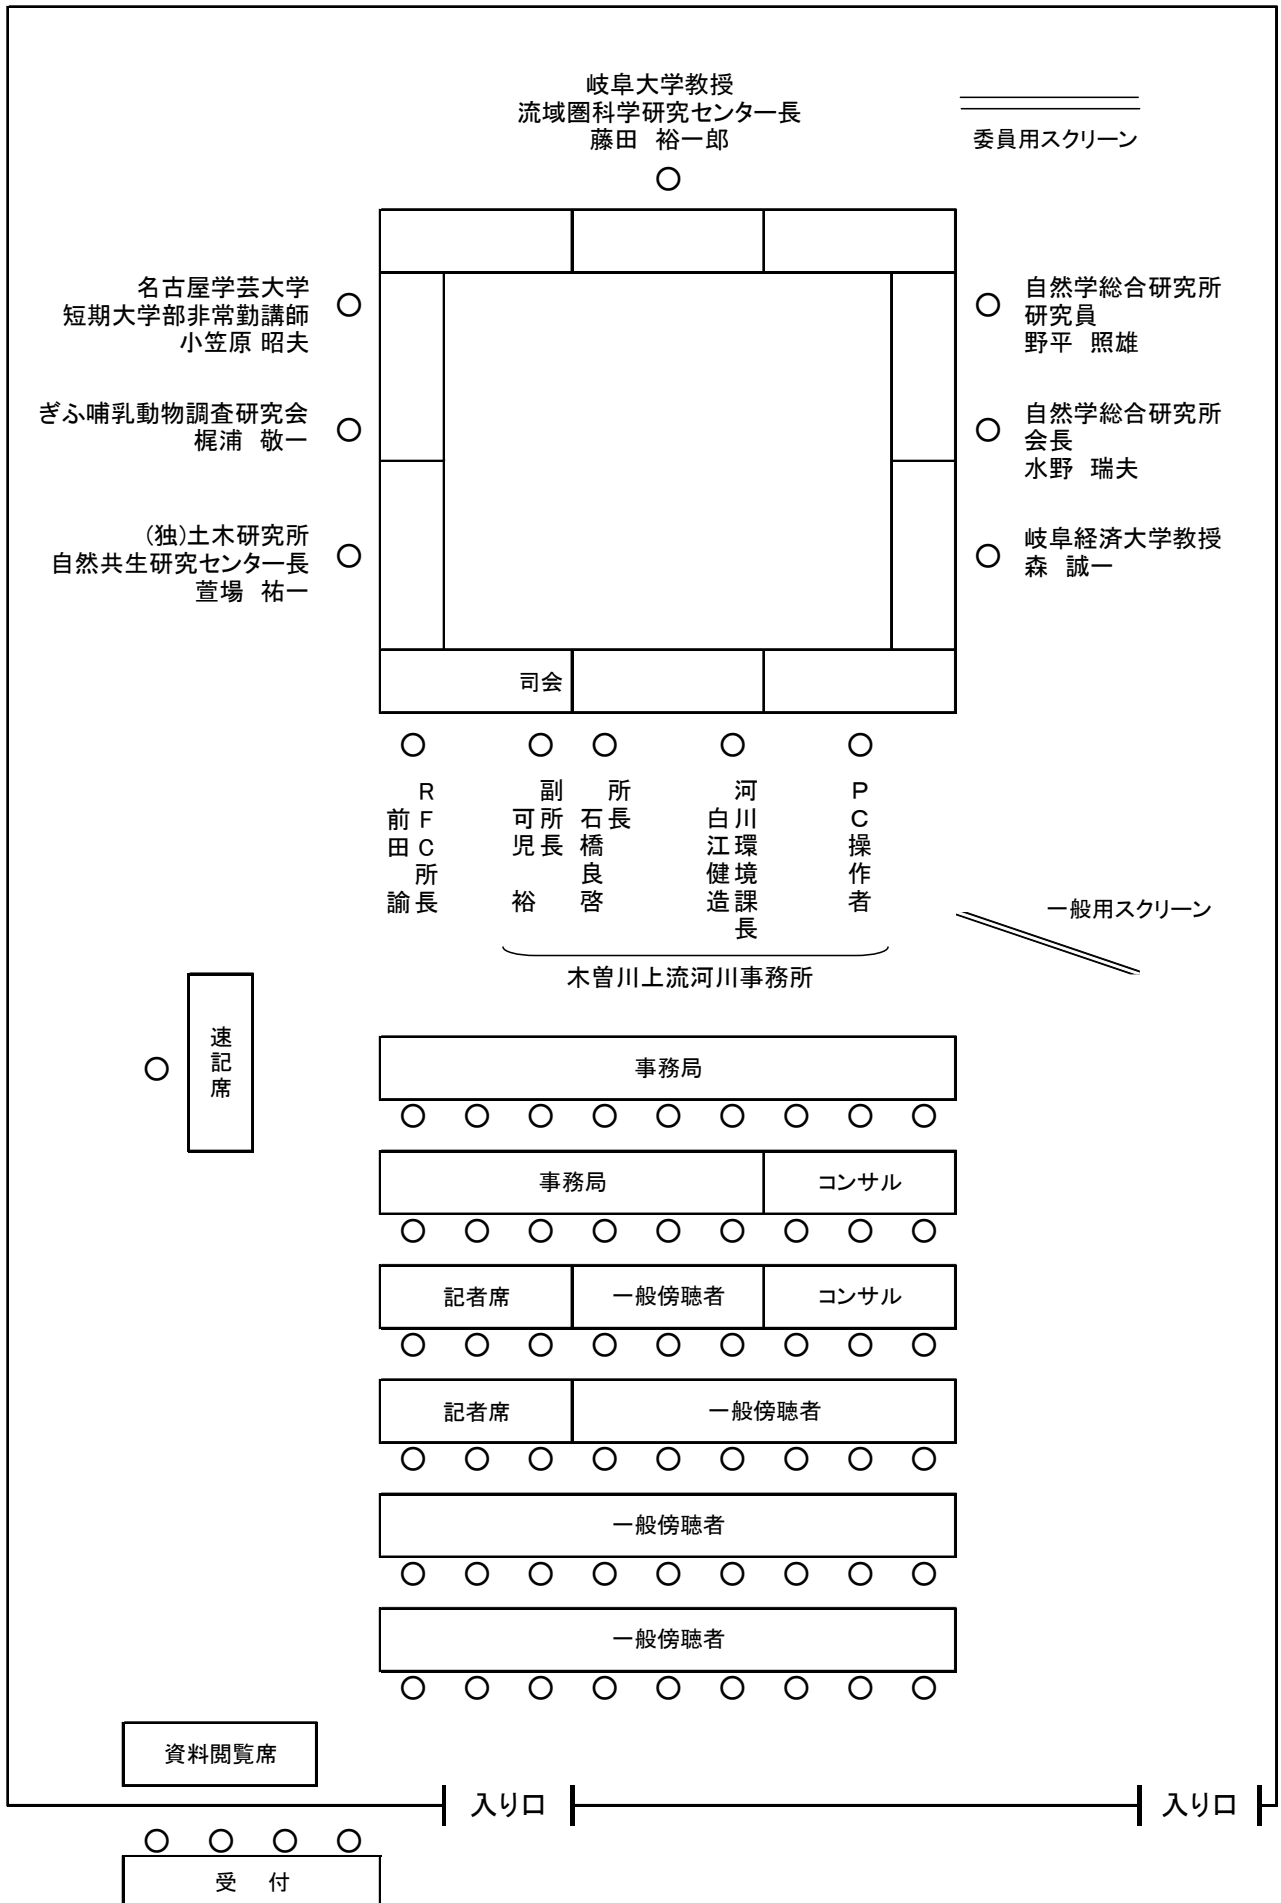 岐阜大学教授
流域圏科学研究センター長
藤田 裕一郎
委員用スクリーン
名古屋学芸大学
短期大学部非常勤講師
小笠原 昭夫
自然学総合研究所
研究員
野平 照雄
ぎふ哺乳動物調査研究会
梶浦 敬一
自然学総合研究所
会長
水野 瑞夫
(独)土木研究所
自然共生研究センター長
萱場 祐一
岐阜経済大学教授
森 誠一
司会
RFC所長
前田 諭
副所長
可児 裕
所長
石橋良啓
河川環境課長
白江健造
PC操作者
一般用スクリーン
木曽川上流河川事務所
速記席
事務局
事務局
コンサル
記者席
一般傍聴者
コンサル
記者席
一般傍聴者
一般傍聴者
一般傍聴者
資料閲覧席
入り口
入り口
受 付